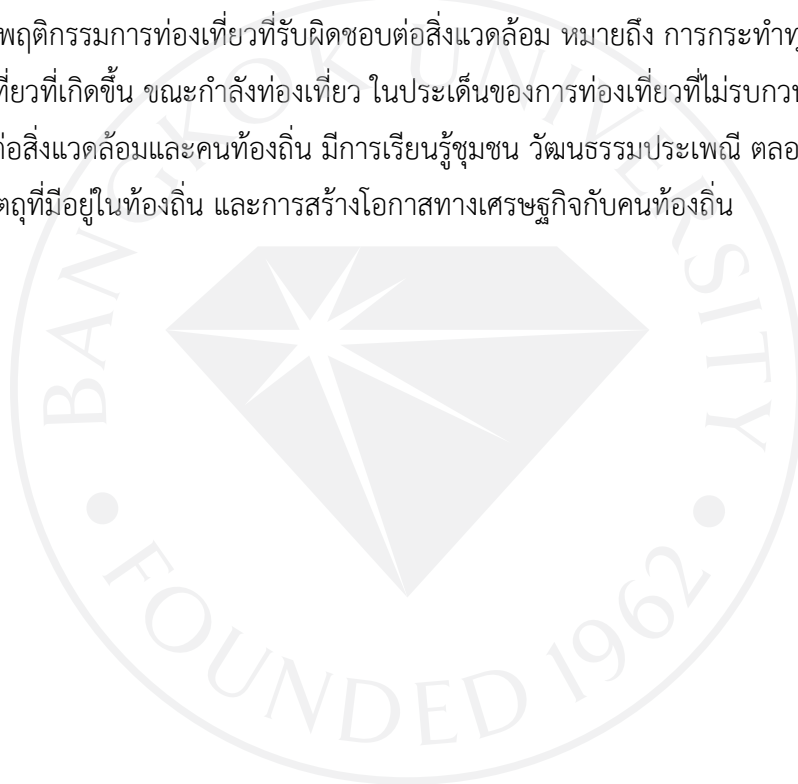 พฤติกรรมการท่องเที่ยวที่รับผิดชอบต่อสิ่งแวดล้อม หมายถึง การกระทำ
ที่ยวที่เกิดขึ้น ขณะกำลังท่องเที่ยว ในประเด็นของการท่องเที่ยวที่ไม่รบกวน
ต่อสิ่งแวดล้อมและคนท้องถิ่น มีการเรียนรู้ชุมชน วัฒนธรรมประเพณี ตลอ
ตถุที่มีอยู่ในท้องถิ่น และการสร้างโอกาสทางเศรษฐกิจกับคนท้องถิ่น
BANGKOK UNIVERSITY
FOUNDED 1962